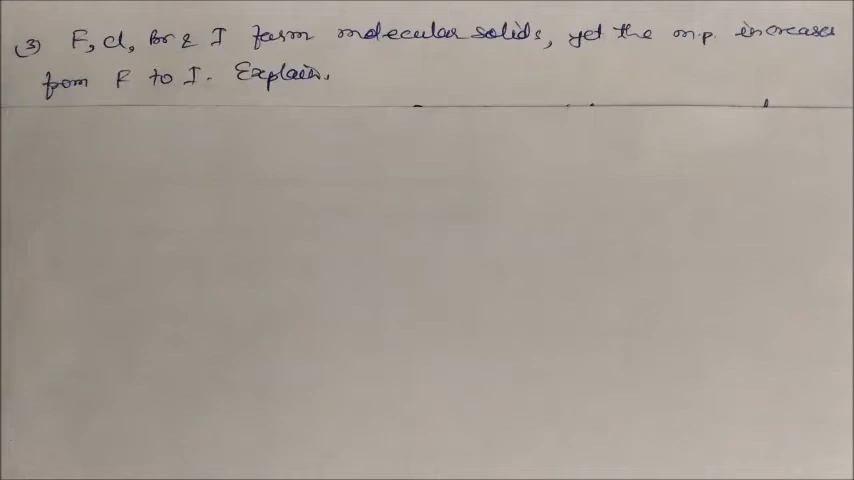 (3) F, Cl, Br & I form molecular solids, yet the m.p. increases
from F to I. Explain.